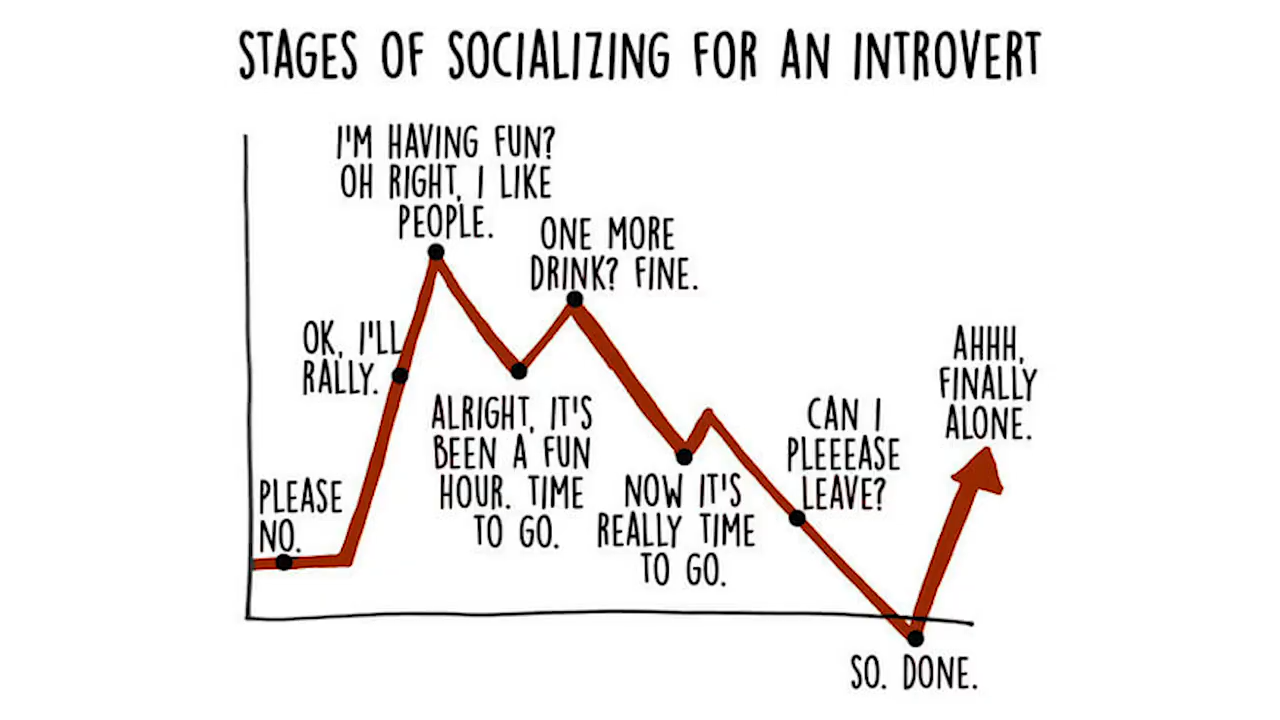 STAGES OF SOCIALIZING FOR AN INTROVERT
PLEASE
NO.
OK, I'LL
RALLY.
I'M HAVING FUN?
OH RIGHT, I LIKE
PEOPLE.
ALRIGHT, IT'S
BEEN A FUN
HOUR. TIME
TO GO.
ONE MORE
DRINK? FINE.
NOW IT'S
REALLY TIME
TO GO.
CAN I
PLEEEASE
LEAVE?
SO. DONE.
AHHH,
FINALLY
ALONE.